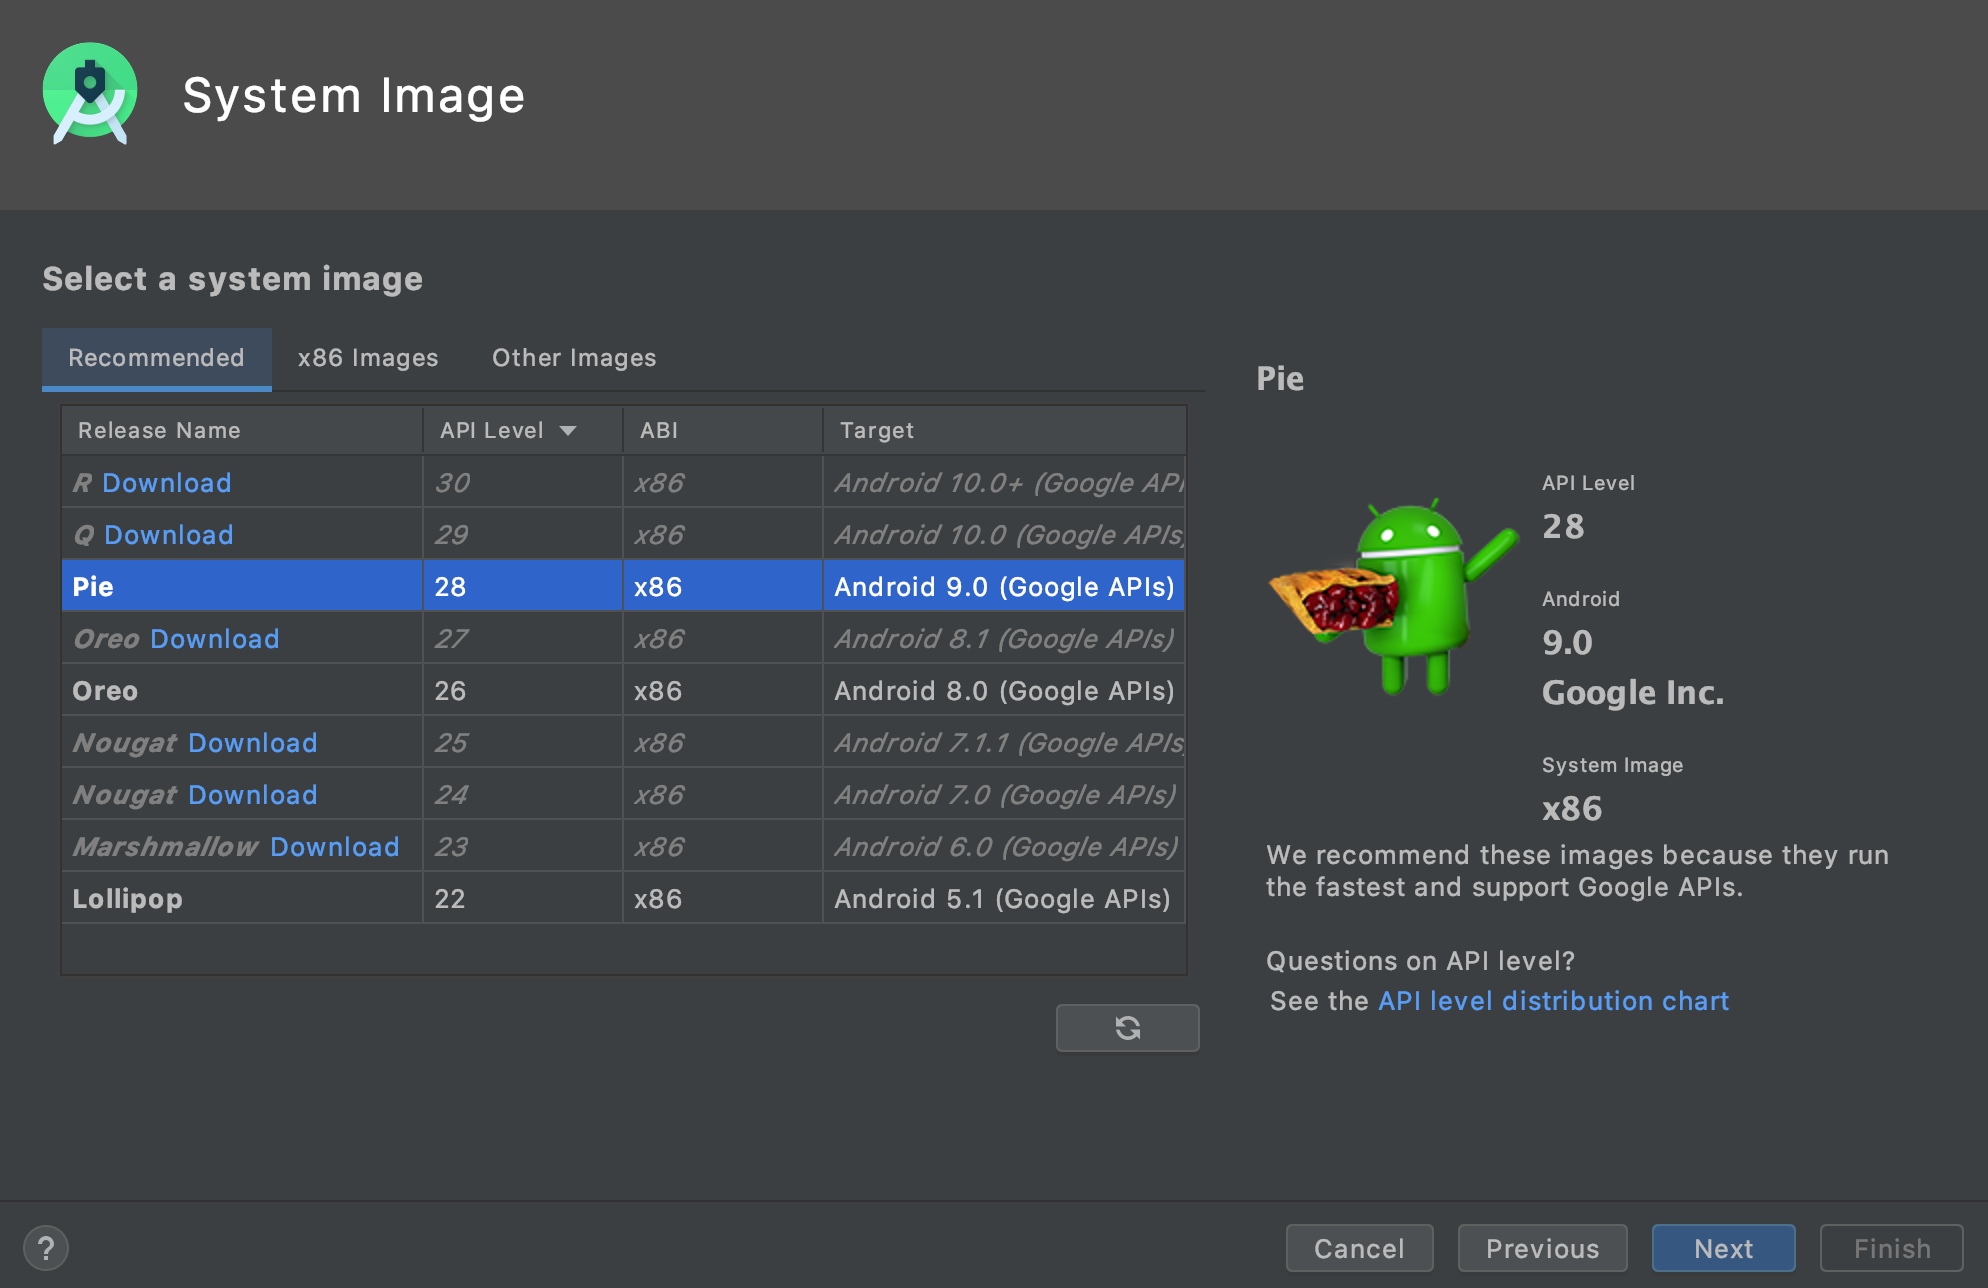 System Image
Select a system image
Recommended x86 Images Other Images
Release Name API Level ABI Target
R Download 30 x86 Android 10.0+ (Google API
Q Download 29 x86 Android 10.0 (Google APIs)
Pie 28 x86 Android 9.0 (Google APIs)
Oreo Download 27 x86 Android 8.1 (Google APIs)
Oreo 26 x86 Android 8.0 (Google APIs)
Nougat Download 25 x86 Android 7.1.1 (Google APIs)
Nougat Download 24 x86 Android 7.0 (Google APIs)
Marshmallow Download 23 x86 Android 6.0 (Google APIs)
Lollipop 22 x86 Android 5.1 (Google APIs)
Pie
API Level
28
Android
9.0
Google Inc.
System Image
x86
We recommend these images because they run
the fastest and support Google APIs.
Questions on API level?
See the API level distribution chart
? Cancel Previous Next Finish